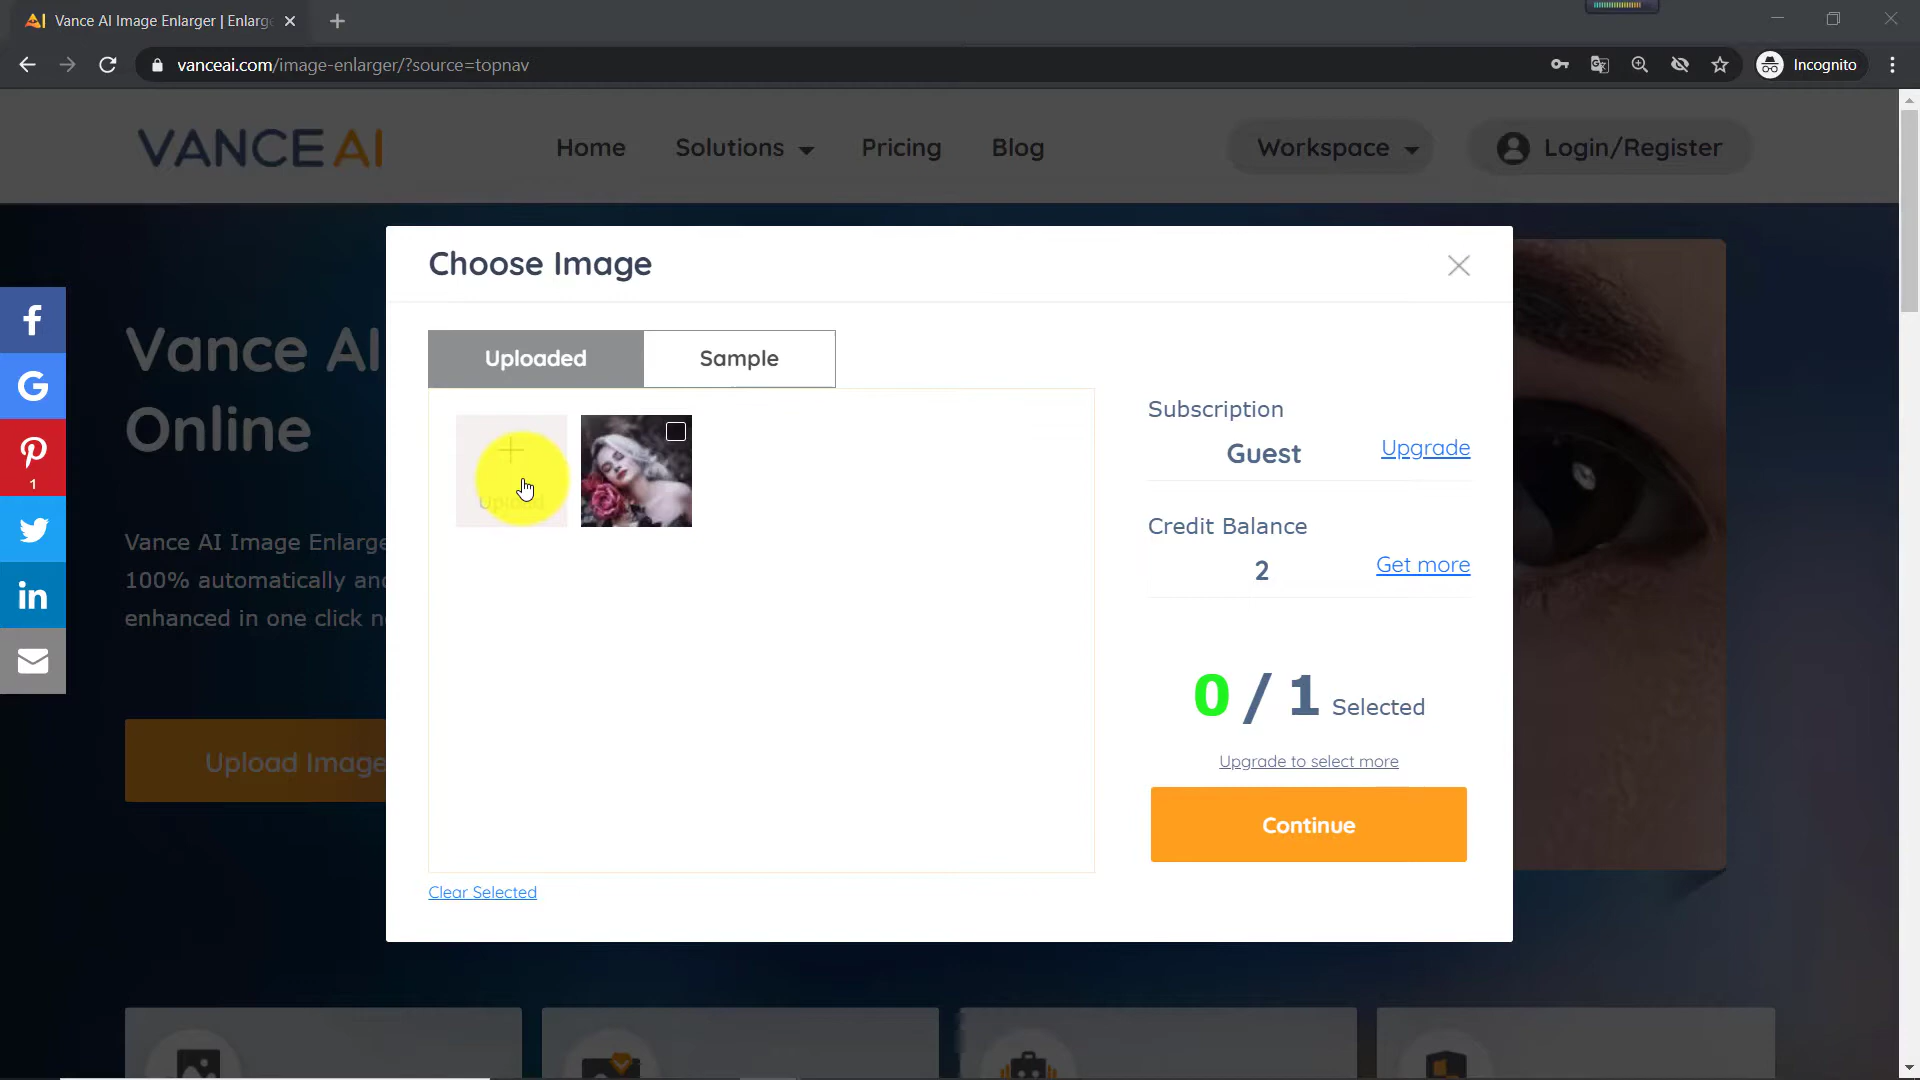 Vance AI Image Enlarger | Enlarge
vanceai.com/image-enlarger/?source=topnav
Incognito
VANCE AI
Home
Solutions
Pricing
Blog
Workspace
Login/Register
Choose Image
Uploaded
Sample
Upload
Subscription
Guest
Upgrade
Credit Balance
2
Get more
0 / 1 Selected
Upgrade to select more
Continue
Clear Selected
Vance AI
Online
Vance AI Image Enlarge
100% automatically and
enhanced in one click n
Upload Image
1